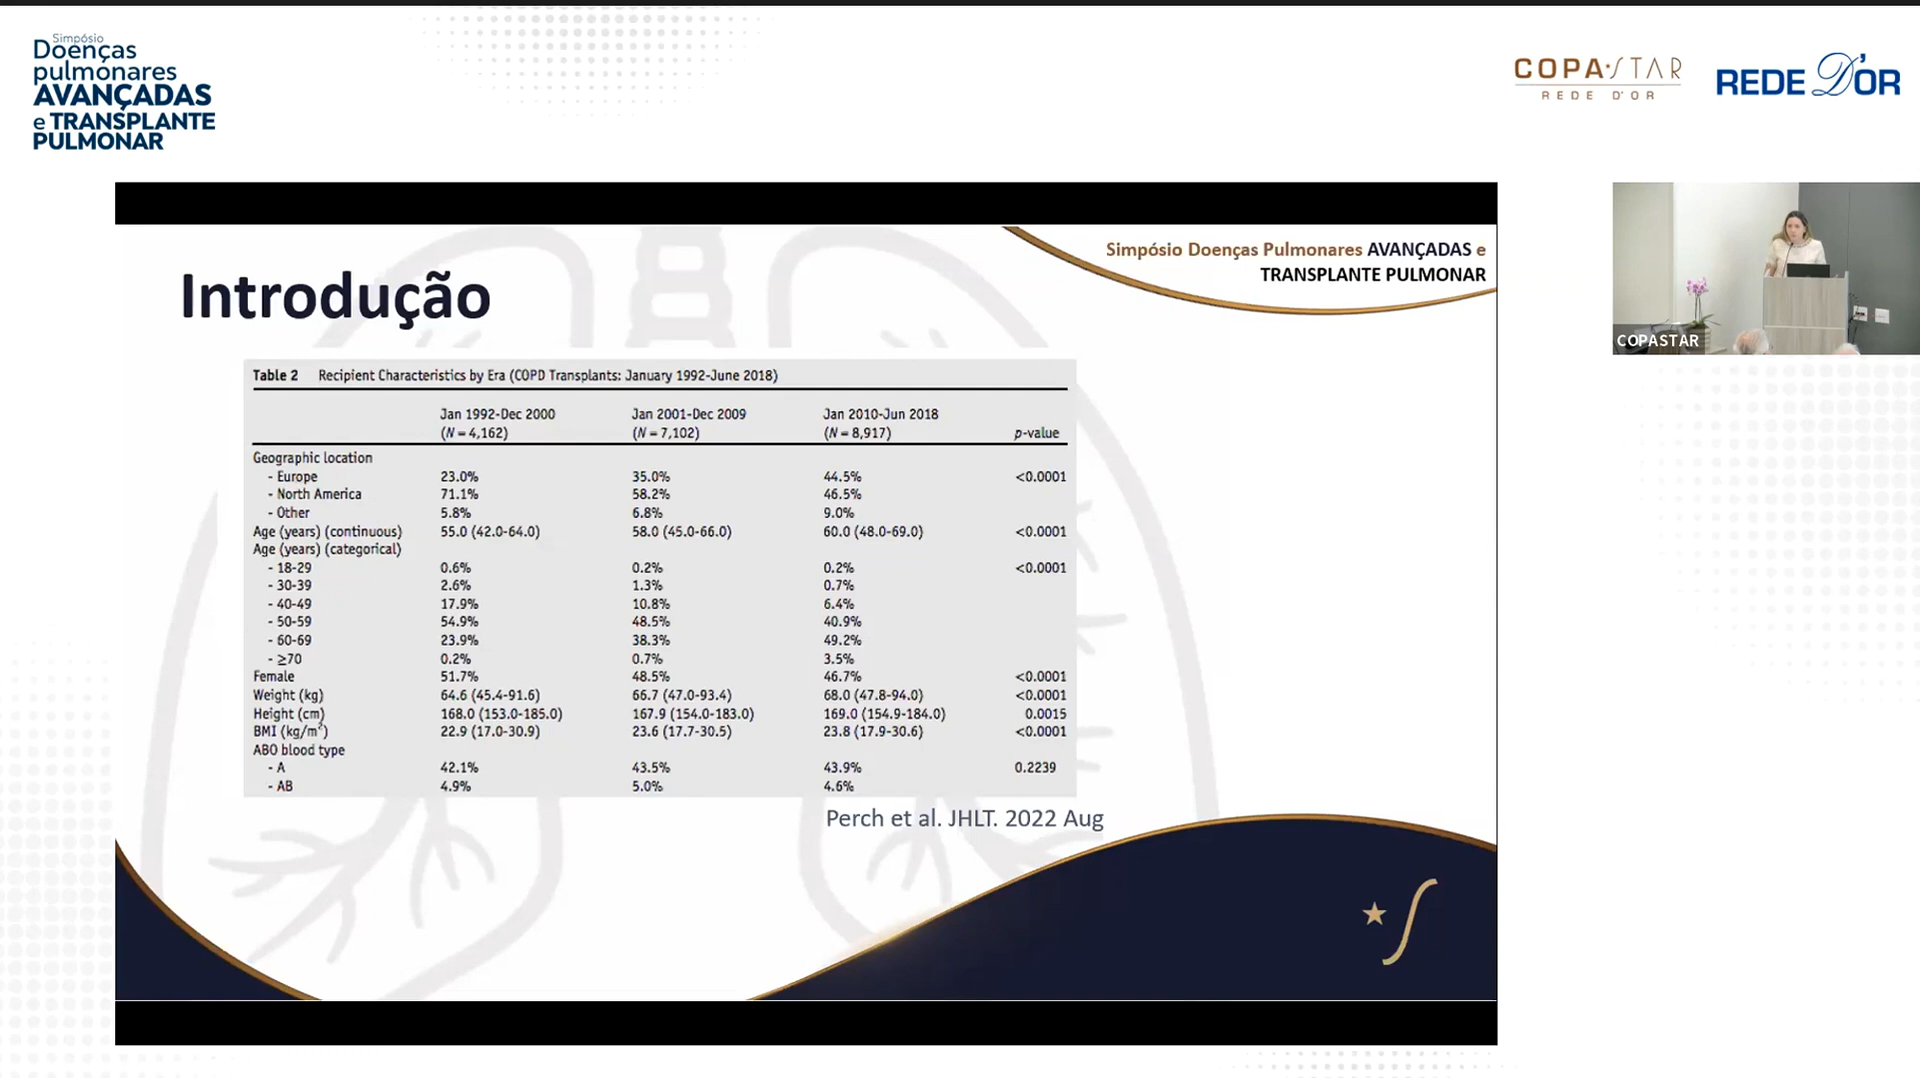 Simpósio
Doenças
pulmonares
AVANÇADAS
e TRANSPLANTE
PULMONAR
COPA STAR
REDE D'OR
REDE D'OR
Simpósio Doenças Pulmonares AVANÇADAS e
TRANSPLANTE PULMONAR
Introdução
COPASTAR
Table 2 Recipient Characteristics by Era (COPD Transplants: January 1992-June 2018)
Jan 1992-Dec 2000 Jan 2001-Dec 2009 Jan 2010-Jun 2018
(N = 4,162) (N = 7,102) (N = 8,917) p-value
Geographic location
- Europe 23.0% 35.0% 44.5% <0.0001
- North America 71.1% 58.2% 46.5%
- Other 5.8% 6.8% 9.0%
Age (years) (continuous) 55.0 (42.0-64.0) 58.0 (45.0-66.0) 60.0 (48.0-69.0) <0.0001
Age (years) (categorical)
- 18-29 0.6% 0.2% 0.2% <0.0001
- 30-39 2.6% 1.3% 0.7%
- 40-49 17.9% 10.8% 6.4%
- 50-59 54.9% 48.5% 40.9%
- 60-69 23.9% 38.3% 49.2%
- ≥70 0.2% 0.7% 3.5%
Female 51.7% 48.5% 46.7% <0.0001
Weight (kg) 64.6 (45.4-91.6) 66.7 (47.0-93.4) 68.0 (47.8-94.0) <0.0001
Height (cm) 168.0 (153.0-185.0) 167.9 (154.0-183.0) 169.0 (154.9-184.0) 0.0015
BMI (kg/m²) 22.9 (17.0-30.9) 23.6 (17.7-30.5) 23.8 (17.9-30.6) <0.0001
ABO blood type
- A 42.1% 43.5% 43.9% 0.2239
- AB 4.9% 5.0% 4.6%
Perch et al. JHLT. 2022 Aug